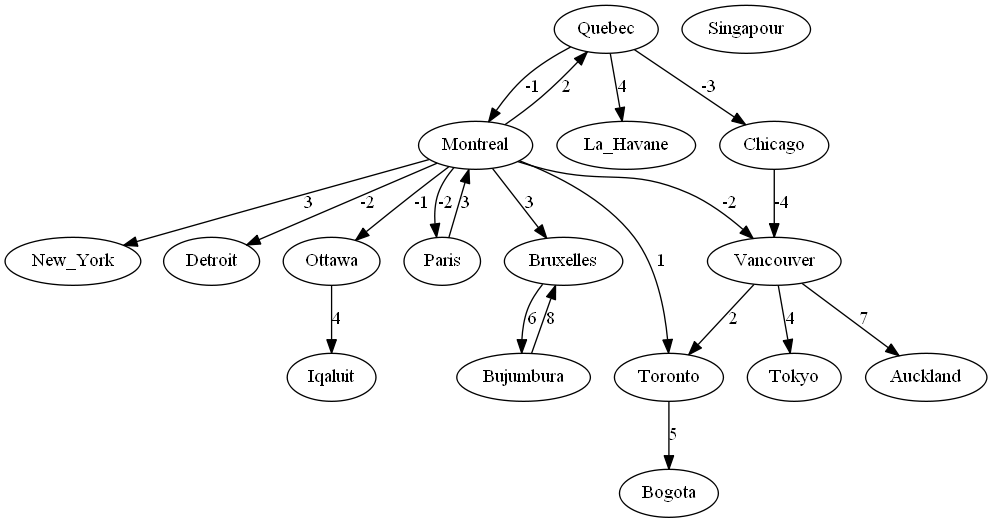 Quebec
Singapour
-1
2
4
-3
Montreal
La_Havane
Chicago
3
-2
-1
-2
3
3
-2
-4
New_York
Detroit
Ottawa
Paris
Bruxelles
1
Vancouver
4
6
8
2
4
7
Iqaluit
Bujumbura
Toronto
Tokyo
Auckland
5
Bogota